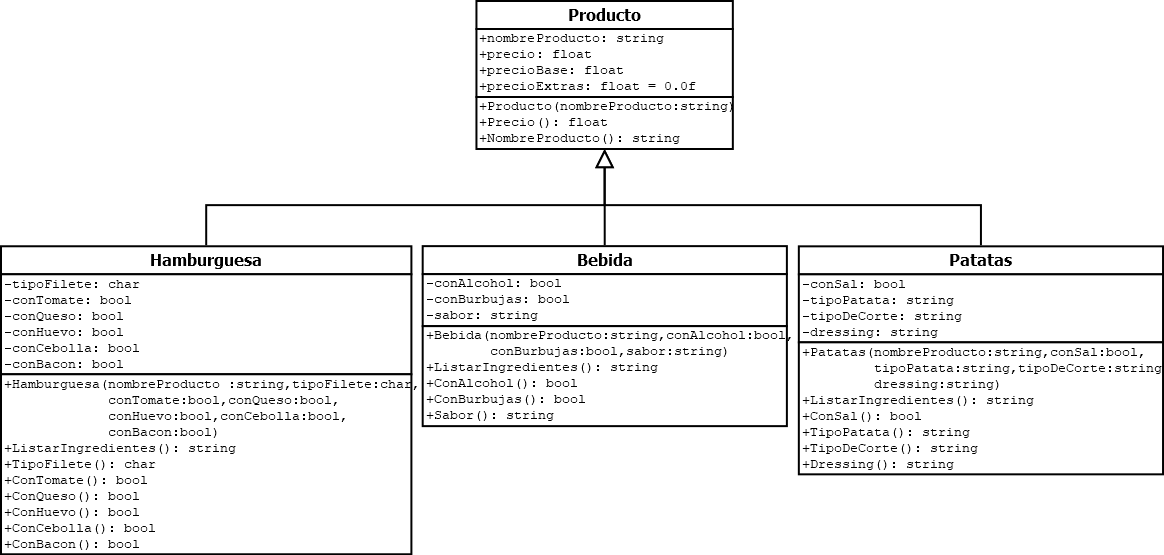 Producto
+nombreProducto: string
+precio: float
+precioBase: float
+precioExtras: float = 0.0f
+Producto(nombreProducto:string)
+Precio(): float
+NombreProducto(): string
Hamburguesa
-tipoFilete: char
-conTomate: bool
-conQueso: bool
-conHuevo: bool
-conCebolla: bool
-conBacon: bool
+Hamburguesa(nombreProducto :string,tipoFilete:char,
conTomate:bool,conQueso:bool,
conHuevo:bool,conCebolla:bool,
conBacon:bool)
+ListarIngredientes(): string
+TipoFilete(): char
+ConTomate(): bool
+ConQueso(): bool
+ConHuevo(): bool
+ConCebolla(): bool
+ConBacon(): bool
Bebida
-conAlcohol: bool
-conBurbujas: bool
-sabor: string
+Bebida(nombreProducto:string,conAlcohol:bool,
conBurbujas:bool,sabor:string)
+ListarIngredientes(): string
+ConAlcohol(): bool
+ConBurbujas(): bool
+Sabor(): string
Patatas
-conSal: bool
-tipoPatata: string
-tipoDeCorte: string
-dressing: string
+Patatas(nombreProducto:string,conSal:bool,
tipoPatata:string,tipoDeCorte:string
dressing:string)
+ListarIngredientes(): string
+ConSal(): bool
+TipoPatata(): string
+TipoDeCorte(): string
+Dressing(): string